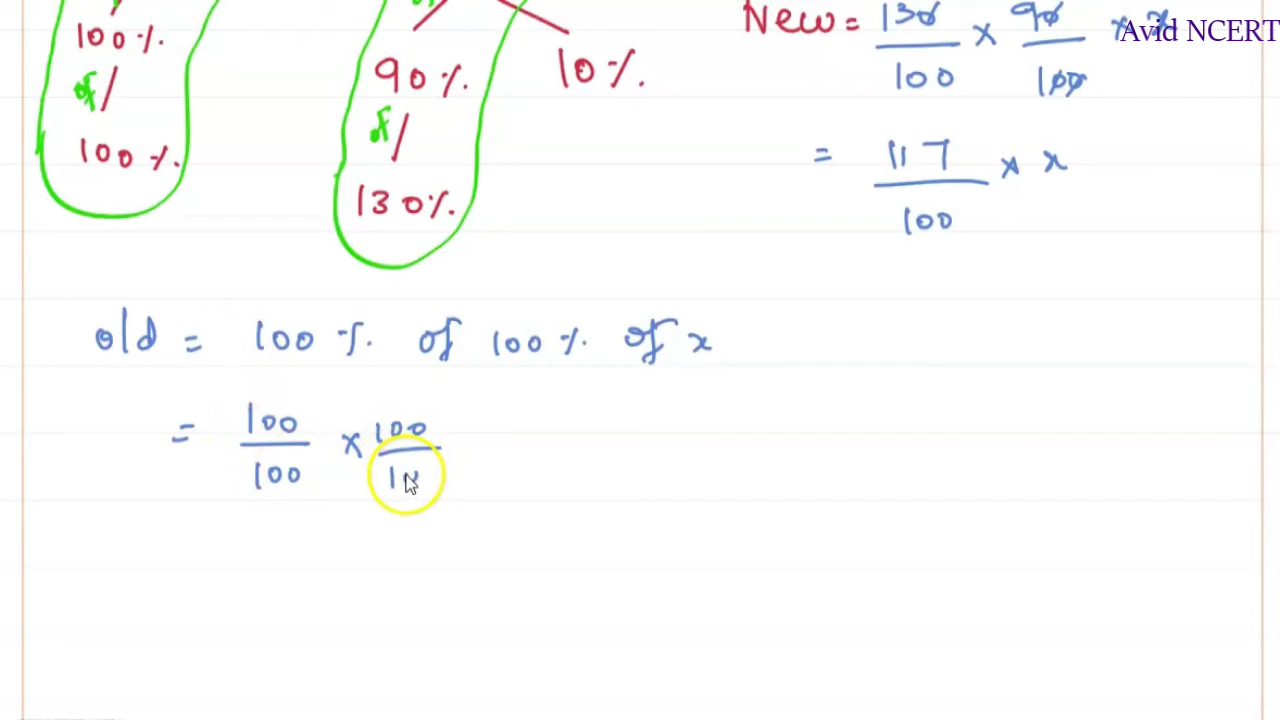 100%.
of
100%.
90%.
10%.
of
130%.
New = 130/100 × 90/100 × x
Avid NCERT
= 117/100 × x
old = 100%. of 100%. of x
= 100/100 × 100/10